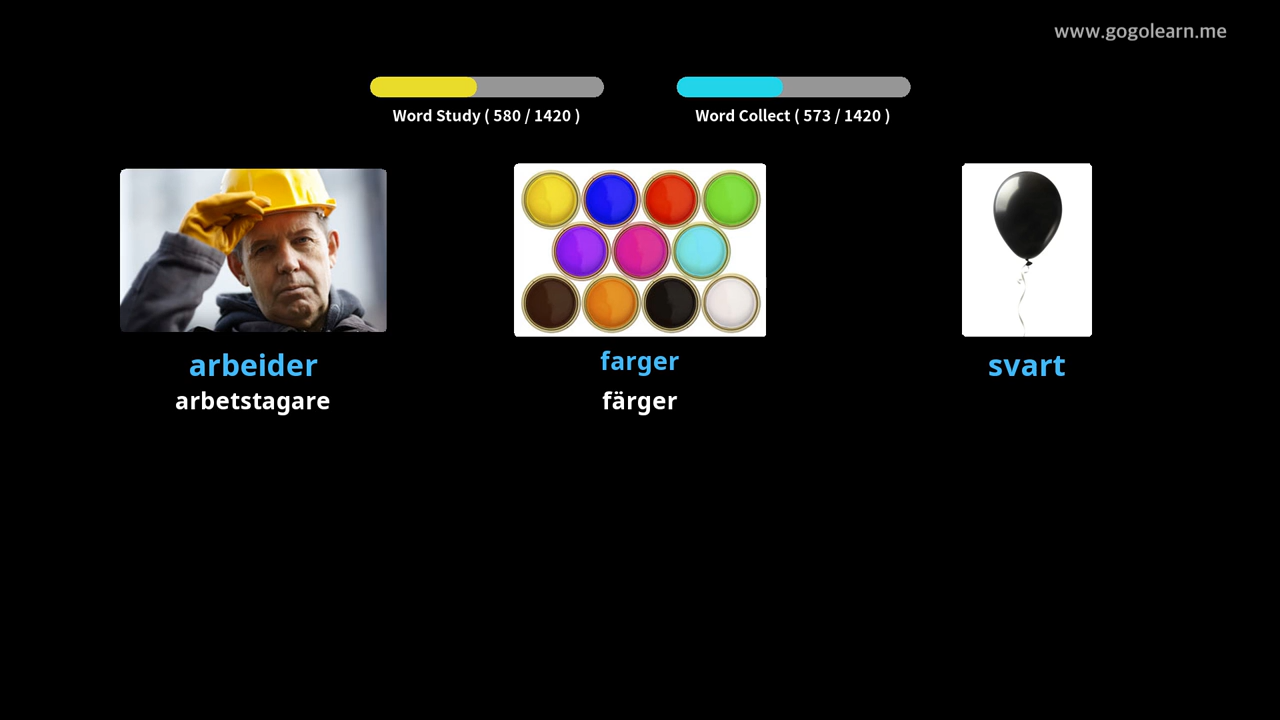 www.gogolearn.me
Word Study ( 580 / 1420 )
Word Collect ( 573 / 1420 )
arbeider
arbetstagare
farger
färger
svart